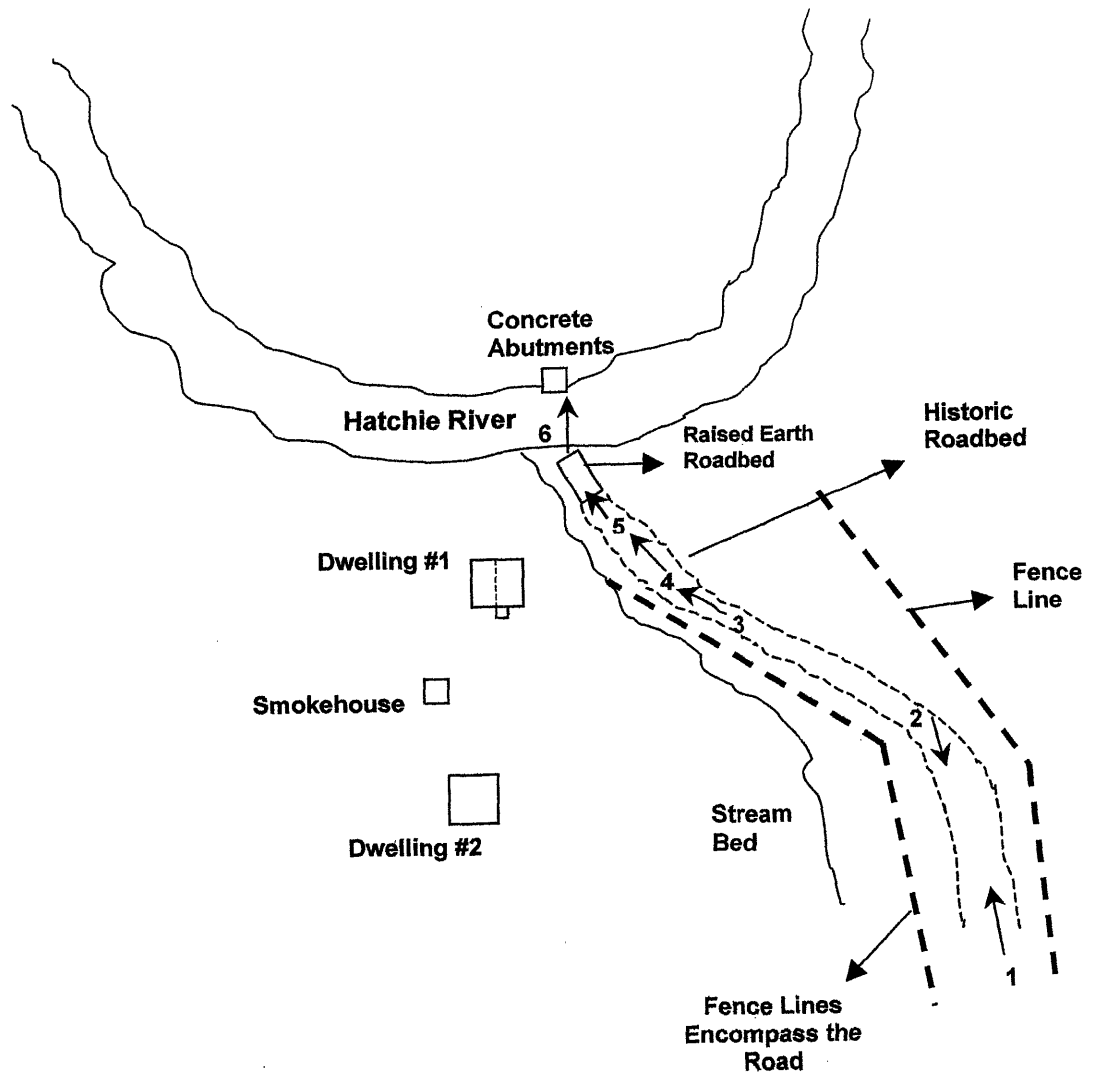 Concrete
Abutments
Hatchie River
6
Raised Earth
Roadbed
Historic
Roadbed
5
Dwelling #1
4
Fence
Line
3
Smokehouse
2
Stream
Bed
Dwelling #2
1
Fence Lines
Encompass the
Road